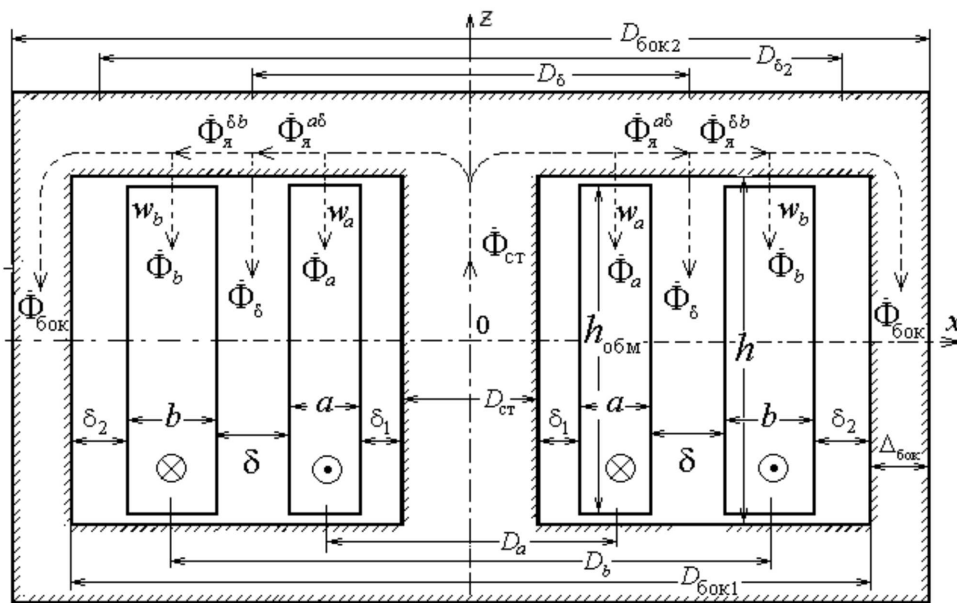 z
D_бок2
D_δ2
D_δ
Φ̇_я^δb Φ̇_я^aδ Φ̇_я^aδ Φ̇_я^δb
w_b w_a w_a w_b
Φ̇_ст
Φ̇_b Φ̇_a Φ̇_a Φ̇_b
Φ̇_δ Φ̇_δ
Φ̇_бок Φ̇_бок
0 x
h_обм h
δ_2 b a D_ст a b δ_2
δ_1 δ_1
δ δ Δ_бок
D_a
D_b
D_бок1